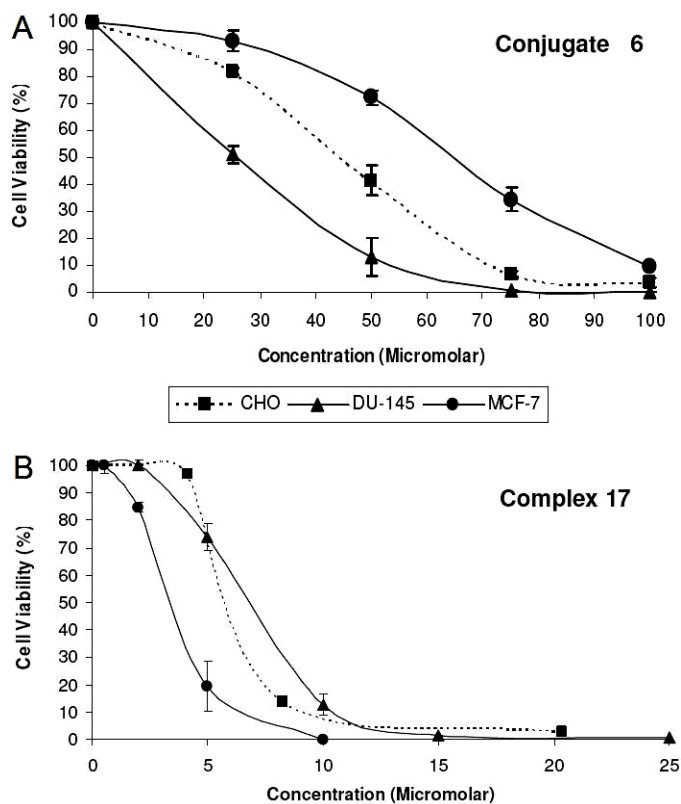 A
Conjugate 6
Cell Viability (%)
100
90
80
70
60
50
40
30
20
10
0
0 10 20 30 40 50 60 70 80 90 100
Concentration (Micromolar)
CHO DU-145 MCF-7
B
Complex 17
Cell Viability (%)
100
90
80
70
60
50
40
30
20
10
0
0 5 10 15 20 25
Concentration (Micromolar)